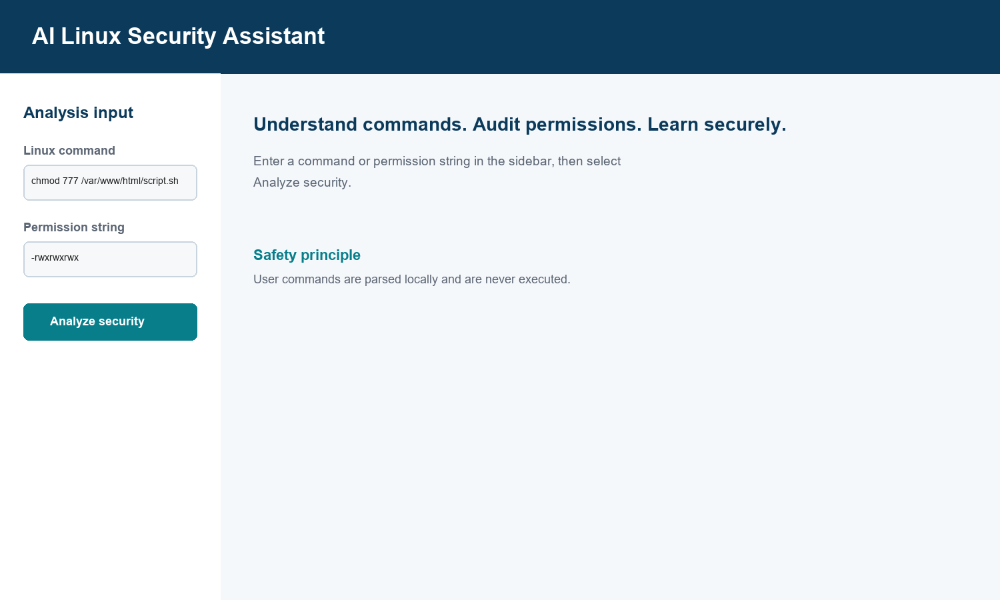 AI Linux Security Assistant
Analysis input
Linux command
chmod 777 /var/www/html/script.sh
Permission string
-rwxrwxrwx
Analyze security
Understand commands. Audit permissions. Learn securely.
Enter a command or permission string in the sidebar, then select
Analyze security.
Safety principle
User commands are parsed locally and are never executed.